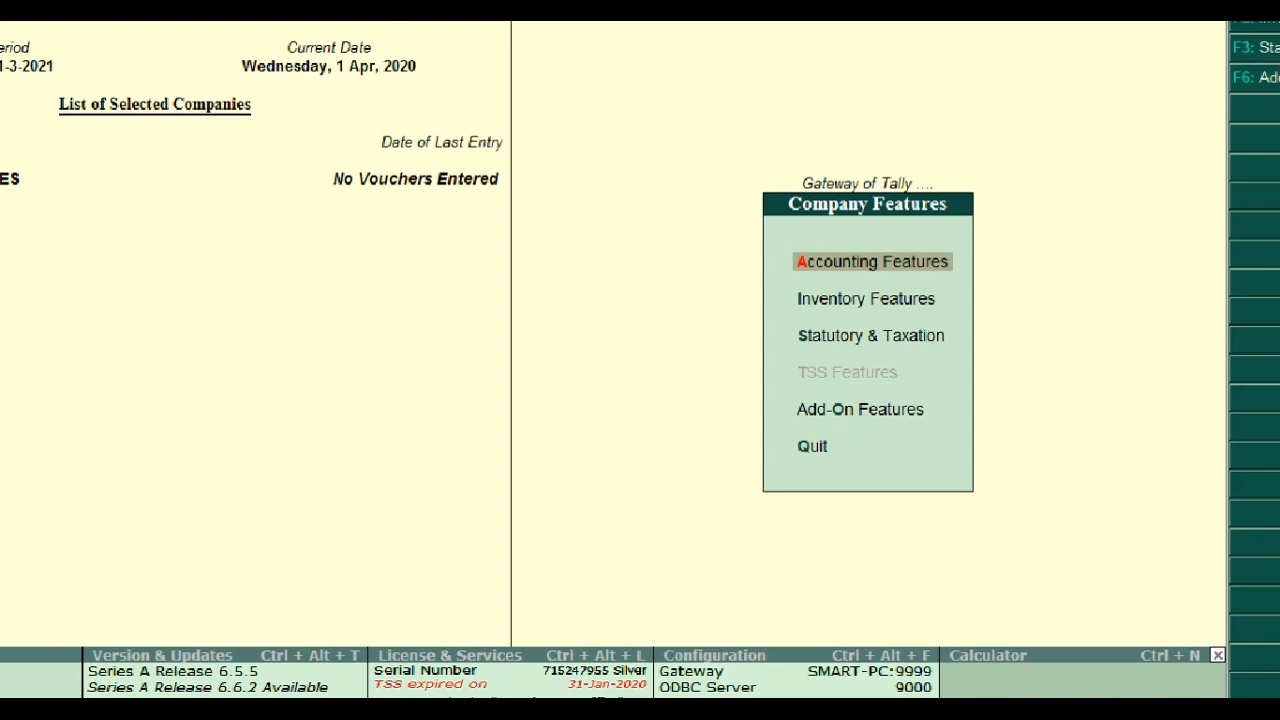 eriod Current Date
1-3-2021 Wednesday, 1 Apr, 2020
List of Selected Companies
Date of Last Entry
ES No Vouchers Entered
Gateway of Tally ....
Company Features
Accounting Features
Inventory Features
Statutory & Taxation
TSS Features
Add-On Features
Quit
F3: Sta
F6: Add
Version & Updates Ctrl + Alt + T
Series A Release 6.5.5
Series A Release 6.6.2 Available
License & Services Ctrl + Alt + L
Serial Number 715247955 Silver
TSS expired on 31-Jan-2020
Configuration Ctrl + Alt + F
Gateway SMART-PC:9999
ODBC Server 9000
Calculator Ctrl + N